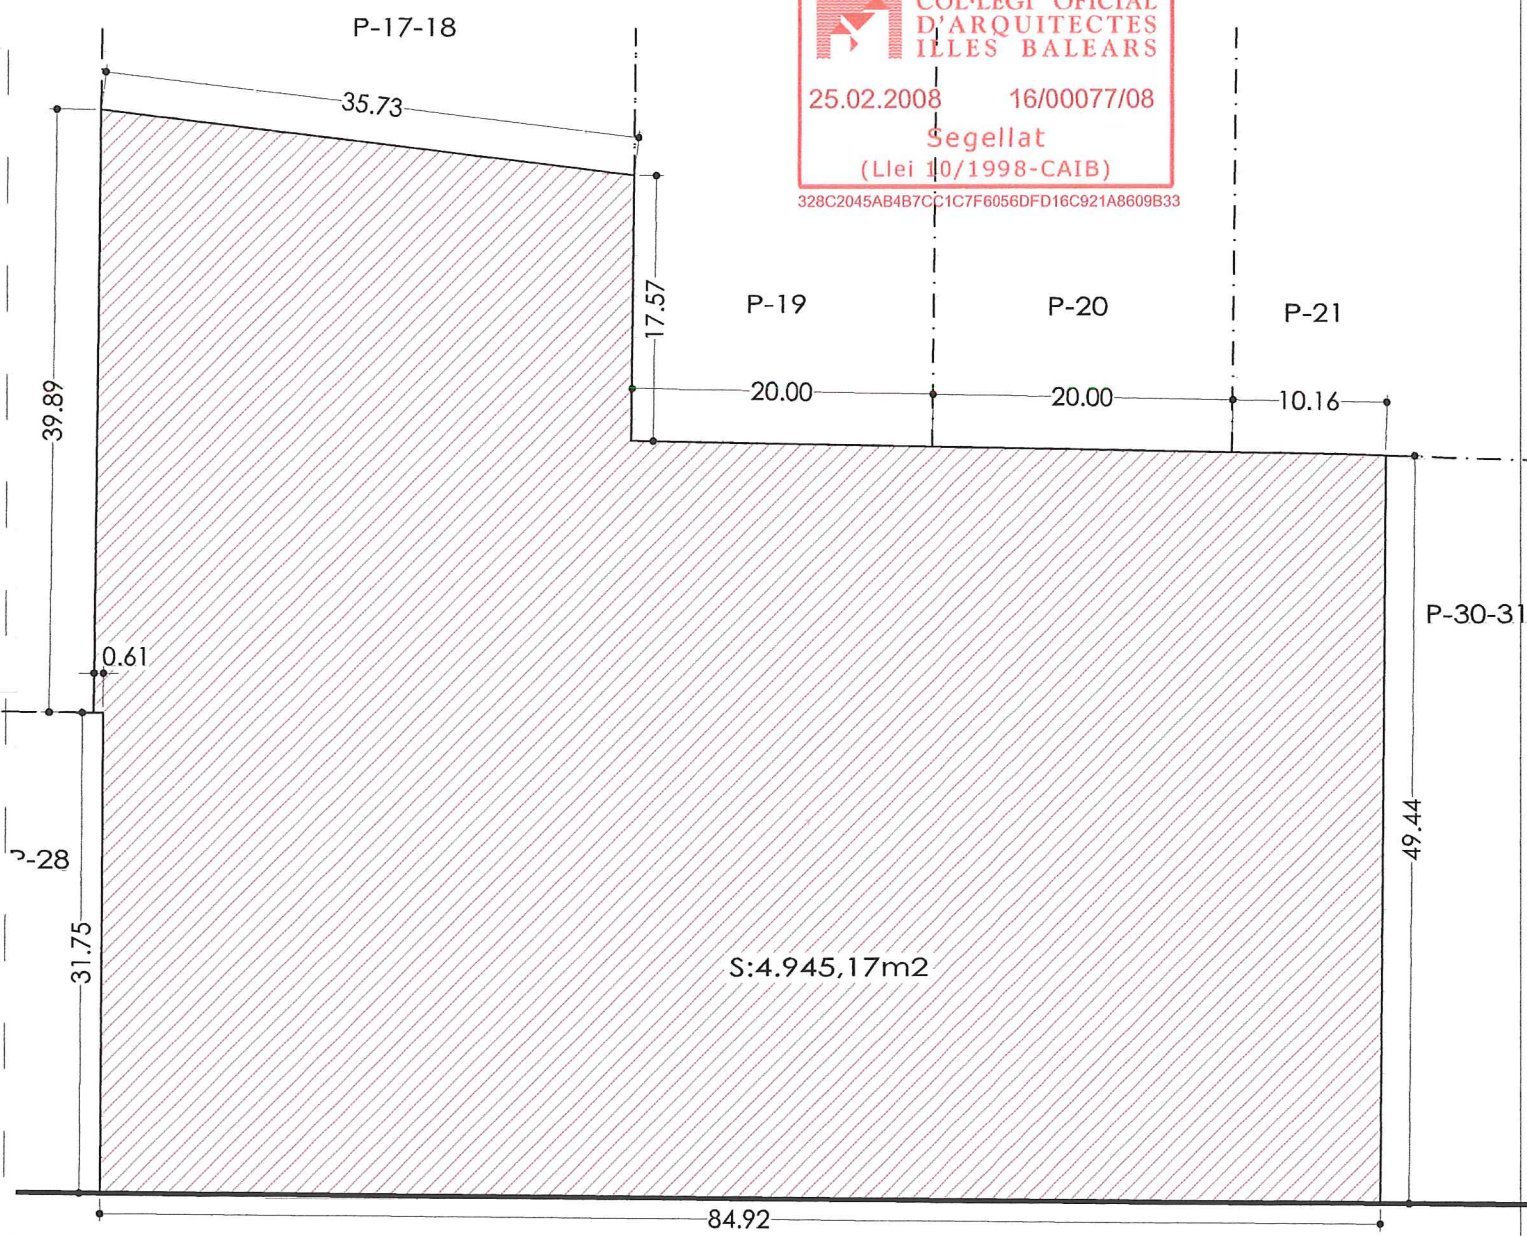 P-17-18
COL·LEGI OFICIAL
D'ARQUITECTES
ILLES BALEARS
25.02.2008 16/00077/08
Segellat
(Llei 10/1998-CAIB)
328C2045AB4B7CC1C7F6056DFD16C921A8609B33
35.73
17.57
P-19
P-20
P-21
39.89
20.00
20.00
10.16
P-30-31
0.61
49.44
P-28
31.75
S:4.945,17m2
84.92